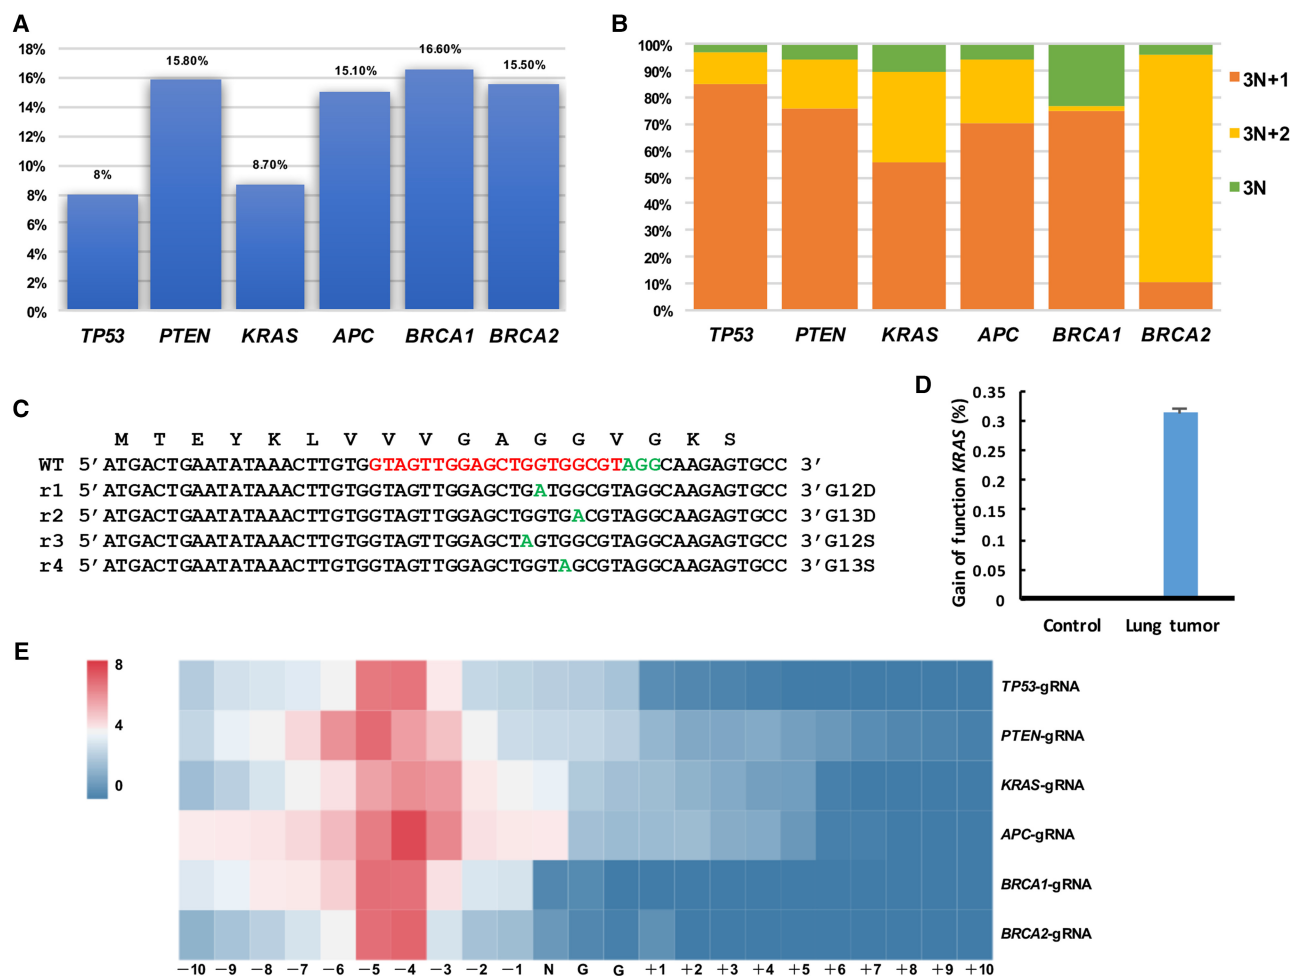 A
18%
16%
14%
12%
10%
8%
6%
4%
2%
0%
8%
15.80%
8.70%
15.10%
16.60%
15.50%
TP53 PTEN KRAS APC BRCA1 BRCA2
B
100%
90%
80%
70%
60%
50%
40%
30%
20%
10%
0%
TP53 PTEN KRAS APC BRCA1 BRCA2
3N+1
3N+2
3N
C
M T E Y K L V V V G A G G V G K S
WT 5′ATGACTGAATATAAACTTGTGGTAGTTGGAGCTGGTGGCGTAGGCAAGAGTGCC 3′
r1 5′ATGACTGAATATAAACTTGTGGTAGTTGGAGCTGATGGCGTAGGCAAGAGTGCC 3′G12D
r2 5′ATGACTGAATATAAACTTGTGGTAGTTGGAGCTGGTGACGTAGGCAAGAGTGCC 3′G13D
r3 5′ATGACTGAATATAAACTTGTGGTAGTTGGAGCTAGTGGCGTAGGCAAGAGTGCC 3′G12S
r4 5′ATGACTGAATATAAACTTGTGGTAGTTGGAGCTGGTAGCGTAGGCAAGAGTGCC 3′G13S
D
Gain of function KRAS (%)
0.35
0.3
0.25
0.2
0.15
0.1
0.05
0
Control Lung tumor
E
8
4
0
TP53-gRNA
PTEN-gRNA
KRAS-gRNA
APC-gRNA
BRCA1-gRNA
BRCA2-gRNA
−10 −9 −8 −7 −6 −5 −4 −3 −2 −1 N G G +1 +2 +3 +4 +5 +6 +7 +8 +9 +10